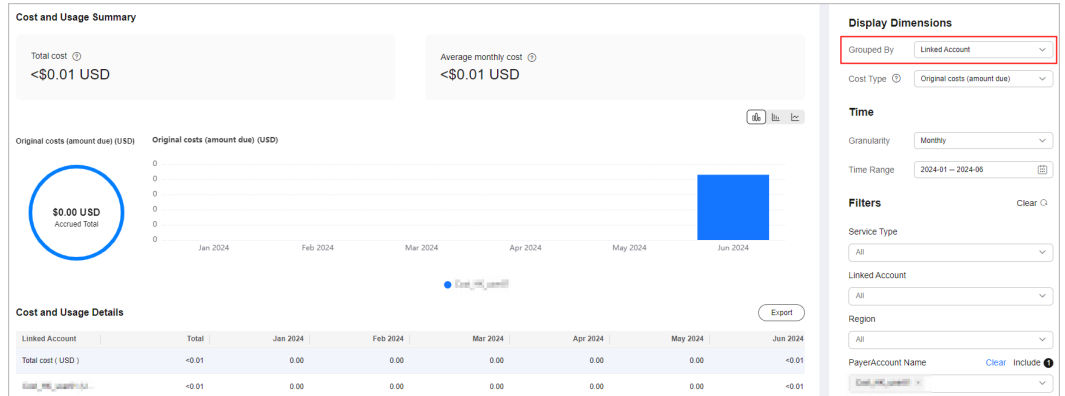 Cost and Usage Summary
Total cost
<$0.01 USD
Average monthly cost
<$0.01 USD
Original costs (amount due) (USD)
Original costs (amount due) (USD)
0
0
0
0
0
0
$0.00 USD
Accrued Total
Jan 2024 Feb 2024 Mar 2024 Apr 2024 May 2024 Jun 2024
Cost and Usage Details
Export
Linked Account Total Jan 2024 Feb 2024 Mar 2024 Apr 2024 May 2024 Jun 2024
Total cost ( USD ) <0.01 0.00 0.00 0.00 0.00 0.00 <0.01
<0.01 0.00 0.00 0.00 0.00 0.00 <0.01
Display Dimensions
Grouped By Linked Account
Cost Type Original costs (amount due)
Time
Granularity Monthly
Time Range 2024-01 — 2024-06
Filters Clear
Service Type
All
Linked Account
All
Region
All
PayerAccount Name Clear Include 1